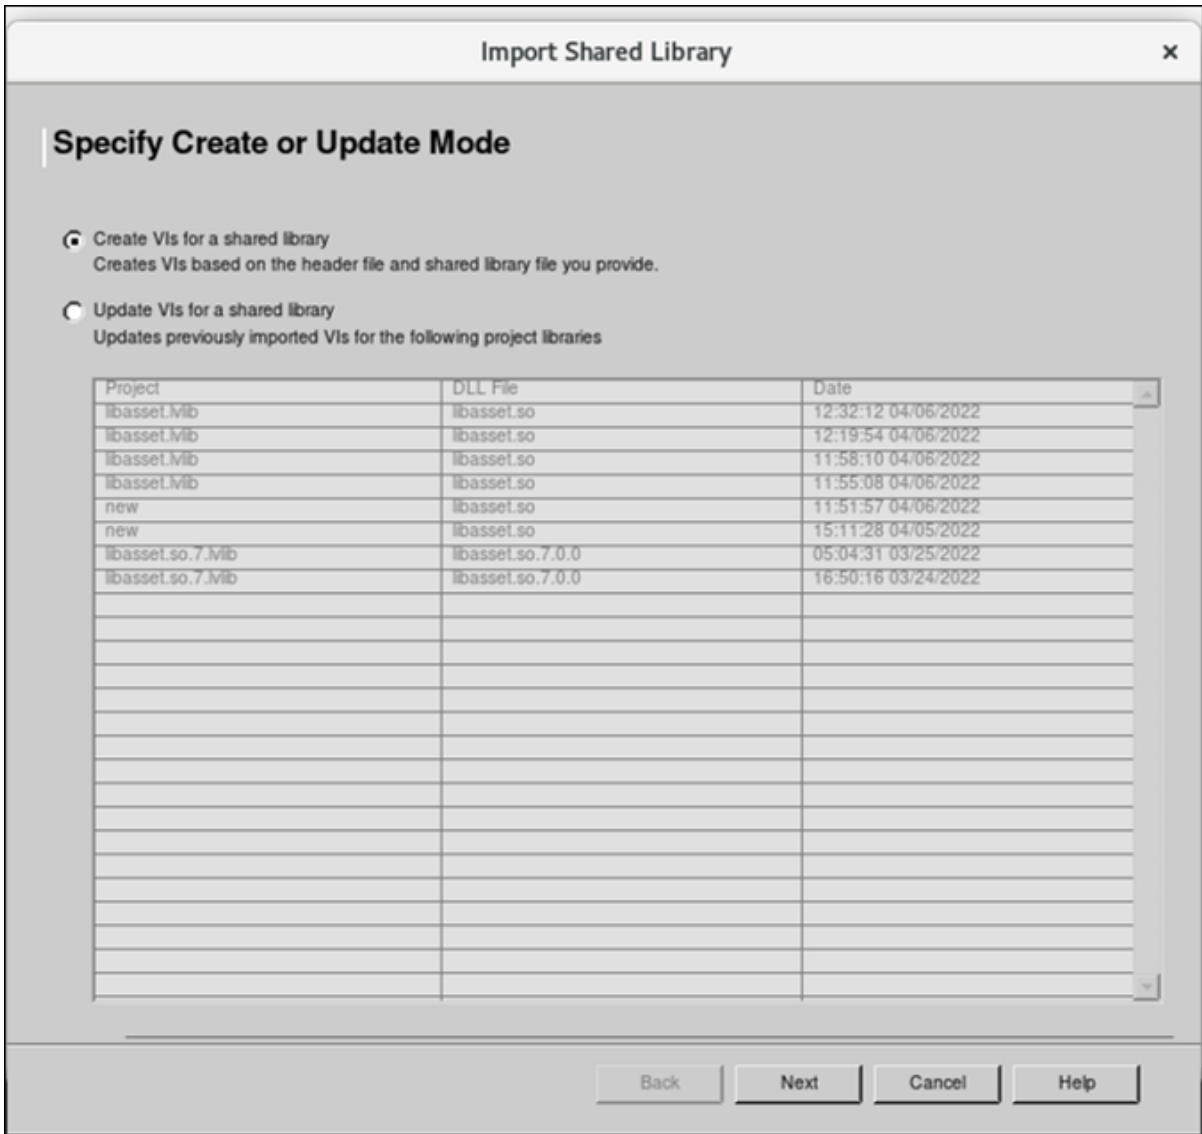 Import Shared Library ×
Specify Create or Update Mode
Create VIs for a shared library
Creates VIs based on the header file and shared library file you provide.
Update VIs for a shared library
Updates previously imported VIs for the following project libraries
Project DLL File Date
libasset.lvlib libasset.so 12:32:12 04/06/2022
libasset.lvlib libasset.so 12:19:54 04/06/2022
libasset.lvlib libasset.so 11:58:10 04/06/2022
libasset.lvlib libasset.so 11:55:08 04/06/2022
new libasset.so 11:51:57 04/06/2022
new libasset.so 15:11:28 04/05/2022
libasset.so.7.lvlib libasset.so.7.0.0 05:04:31 03/25/2022
libasset.so.7.lvlib libasset.so.7.0.0 16:50:16 03/24/2022
Back Next Cancel Help